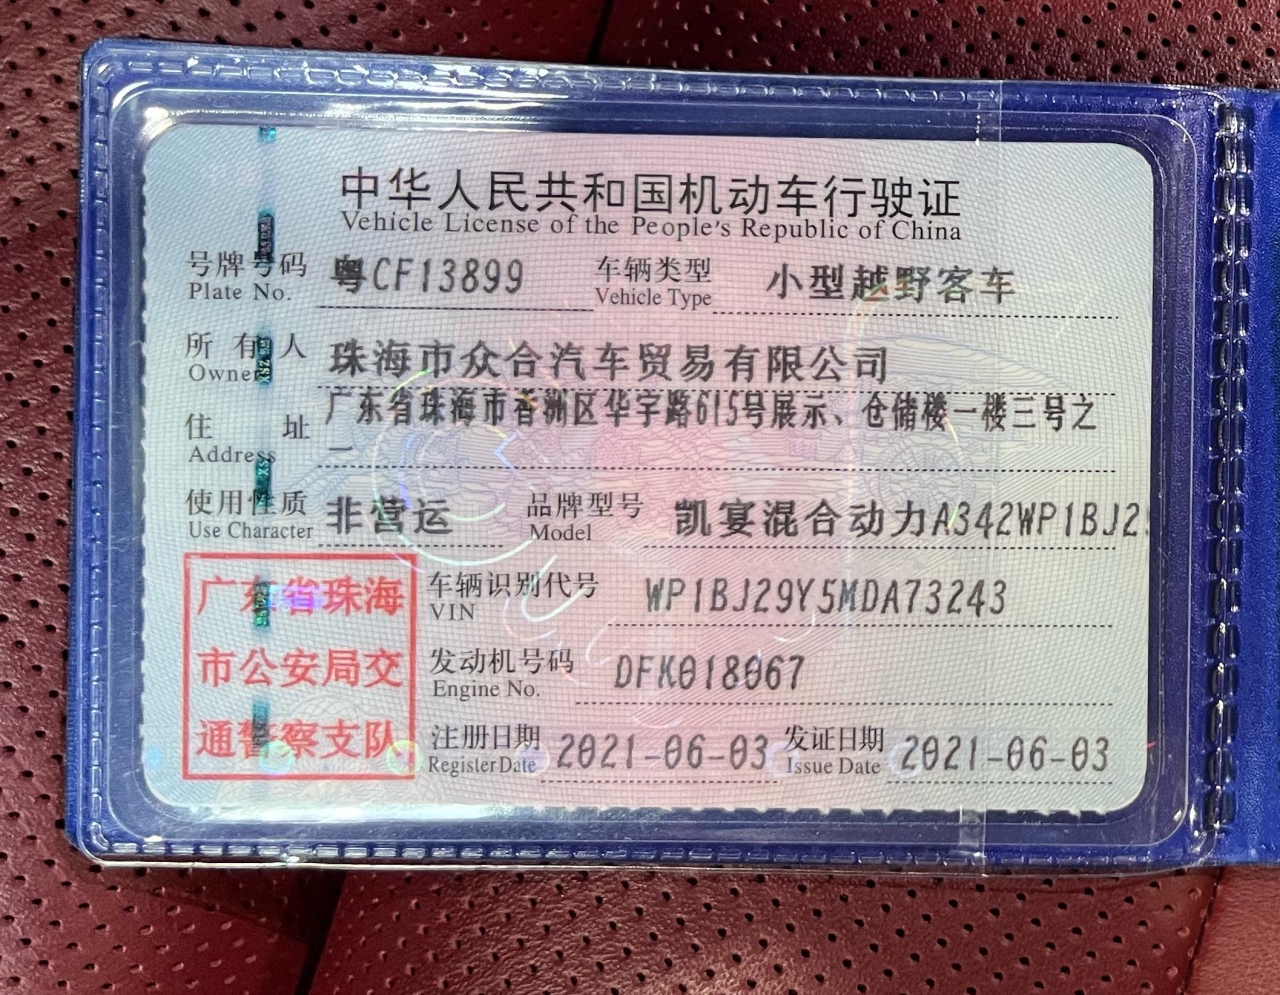 中华人民共和国机动车行驶证
Vehicle License of the People's Republic of China
号牌号码 粤CF13899 车辆类型 小型越野客车
Plate No. Vehicle Type
所有人 珠海市众合汽车贸易有限公司
Owner
广东省珠海市香洲区华宇路615号展示、仓储楼一楼三号之
住址 一
Address
使用性质 非营运 品牌型号 凯宴混合动力A342WP1BJ29
Use Character Model
广东省珠海
市公安局交
通警察支队
车辆识别代号 WP1BJ29Y5MDA73243
VIN
发动机号码 DFK018067
Engine No.
注册日期 2021-06-03 发证日期 2021-06-03
Register Date Issue Date